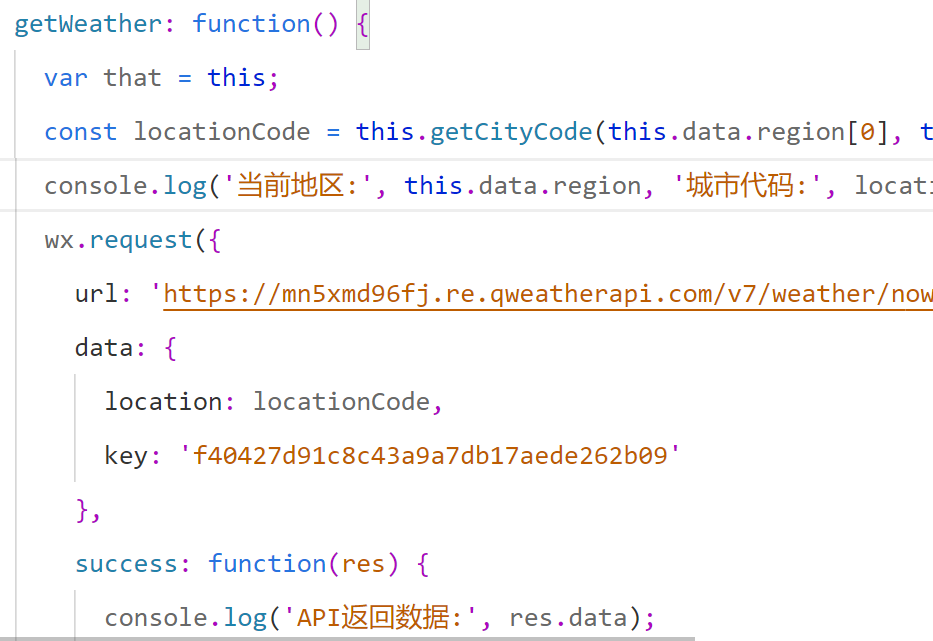 getWeather: function() {
var that = this;
const locationCode = this.getCityCode(this.data.region[0], t
console.log('当前地区:', this.data.region, '城市代码:', locati
wx.request({
url: 'https://mn5xmd96fj.re.qweatherapi.com/v7/weather/now
data: {
location: locationCode,
key: 'f40427d91c8c43a9a7db17aede262b09'
},
success: function(res) {
console.log('API返回数据:', res.data);